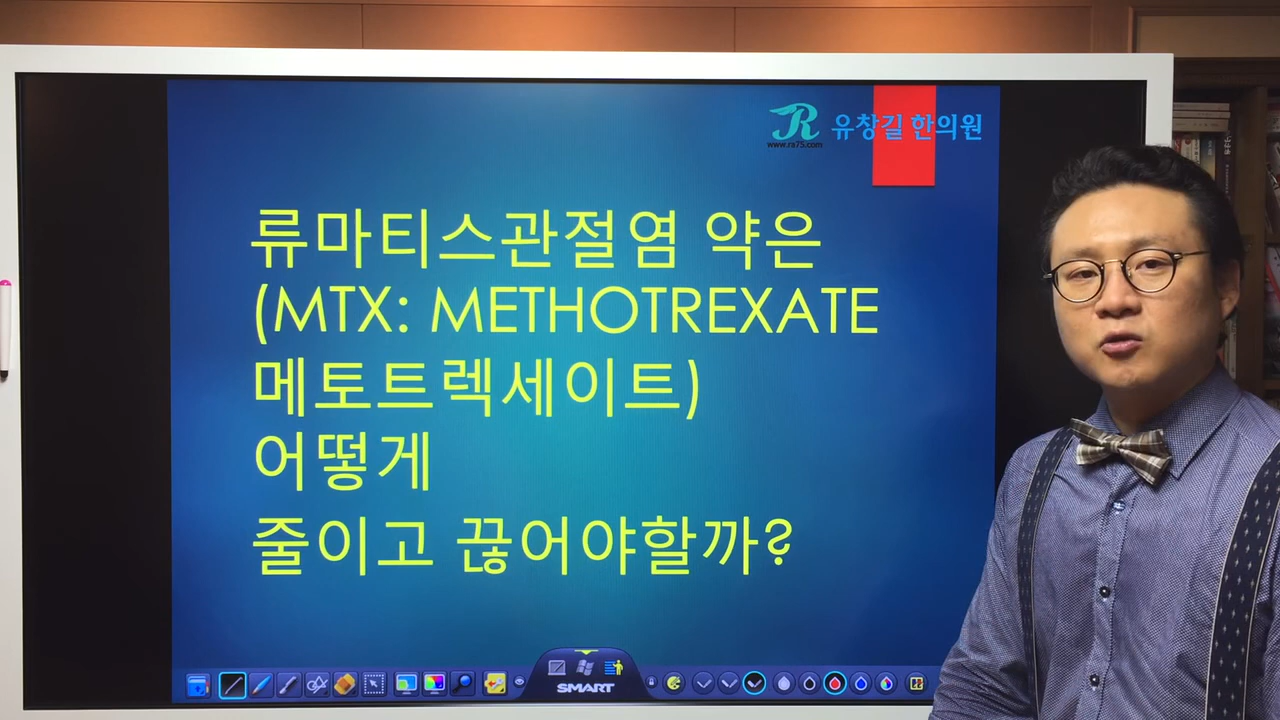 유창길 한의원
www.ra75.com
류마티스관절염 약은
(MTX: METHOTREXATE
메토트렉세이트)
어떻게
줄이고 끊어야할까?
SMART